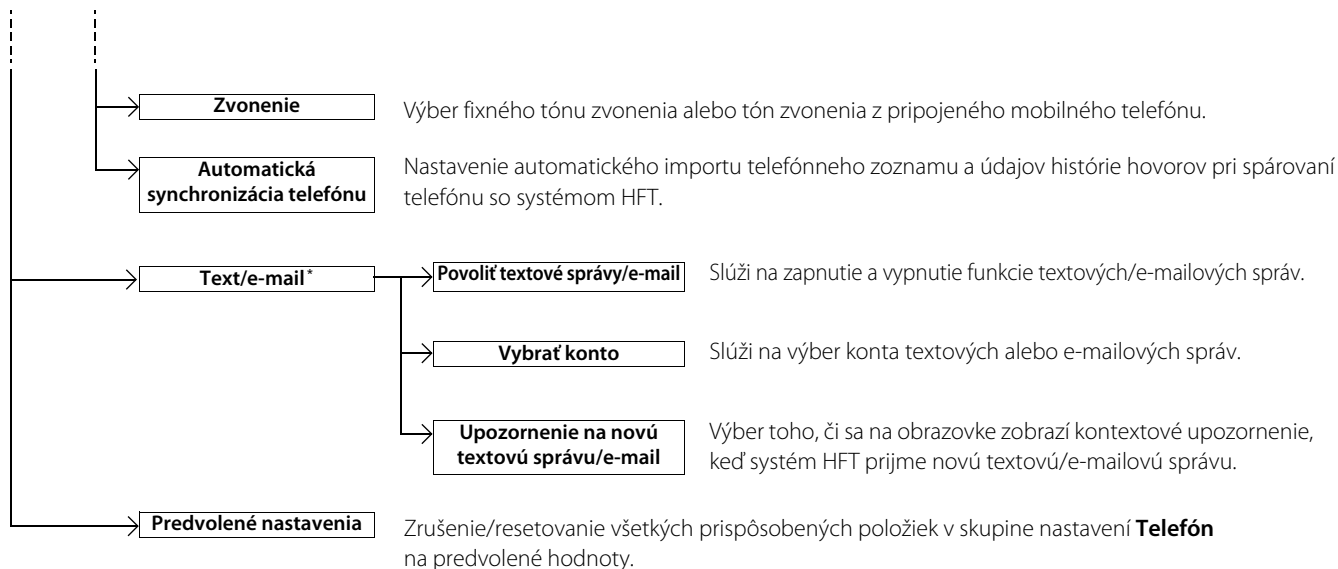 Zvonenie
Výber fixného tónu zvonenia alebo tón zvonenia z pripojeného mobilného telefónu.
Automatická
synchronizácia telefónu
Nastavenie automatického importu telefónneho zoznamu a údajov histórie hovorov pri spárovaní
telefónu so systémom HFT.
Text/e-mail*
Povoliť textové správy/e-mail
Slúži na zapnutie a vypnutie funkcie textových/e-mailových správ.
Vybrať konto
Slúži na výber konta textových alebo e-mailových správ.
Upozornenie na novú
textovú správu/e-mail
Výber toho, či sa na obrazovke zobrazí kontextové upozornenie,
keď systém HFT prijme novú textovú/e-mailovú správu.
Predvolené nastavenia
Zrušenie/resetovanie všetkých prispôsobených položiek v skupine nastavení Telefón
na predvolené hodnoty.